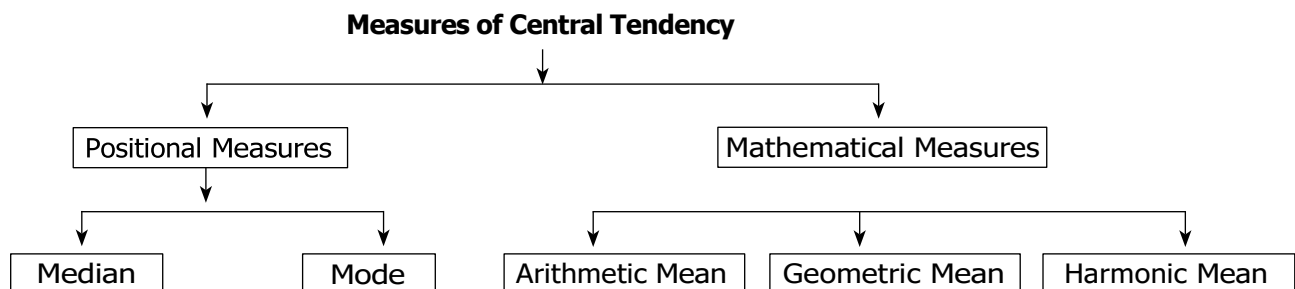 Measures of Central Tendency
Positional Measures
Mathematical Measures
Median
Mode
Arithmetic Mean
Geometric Mean
Harmonic Mean